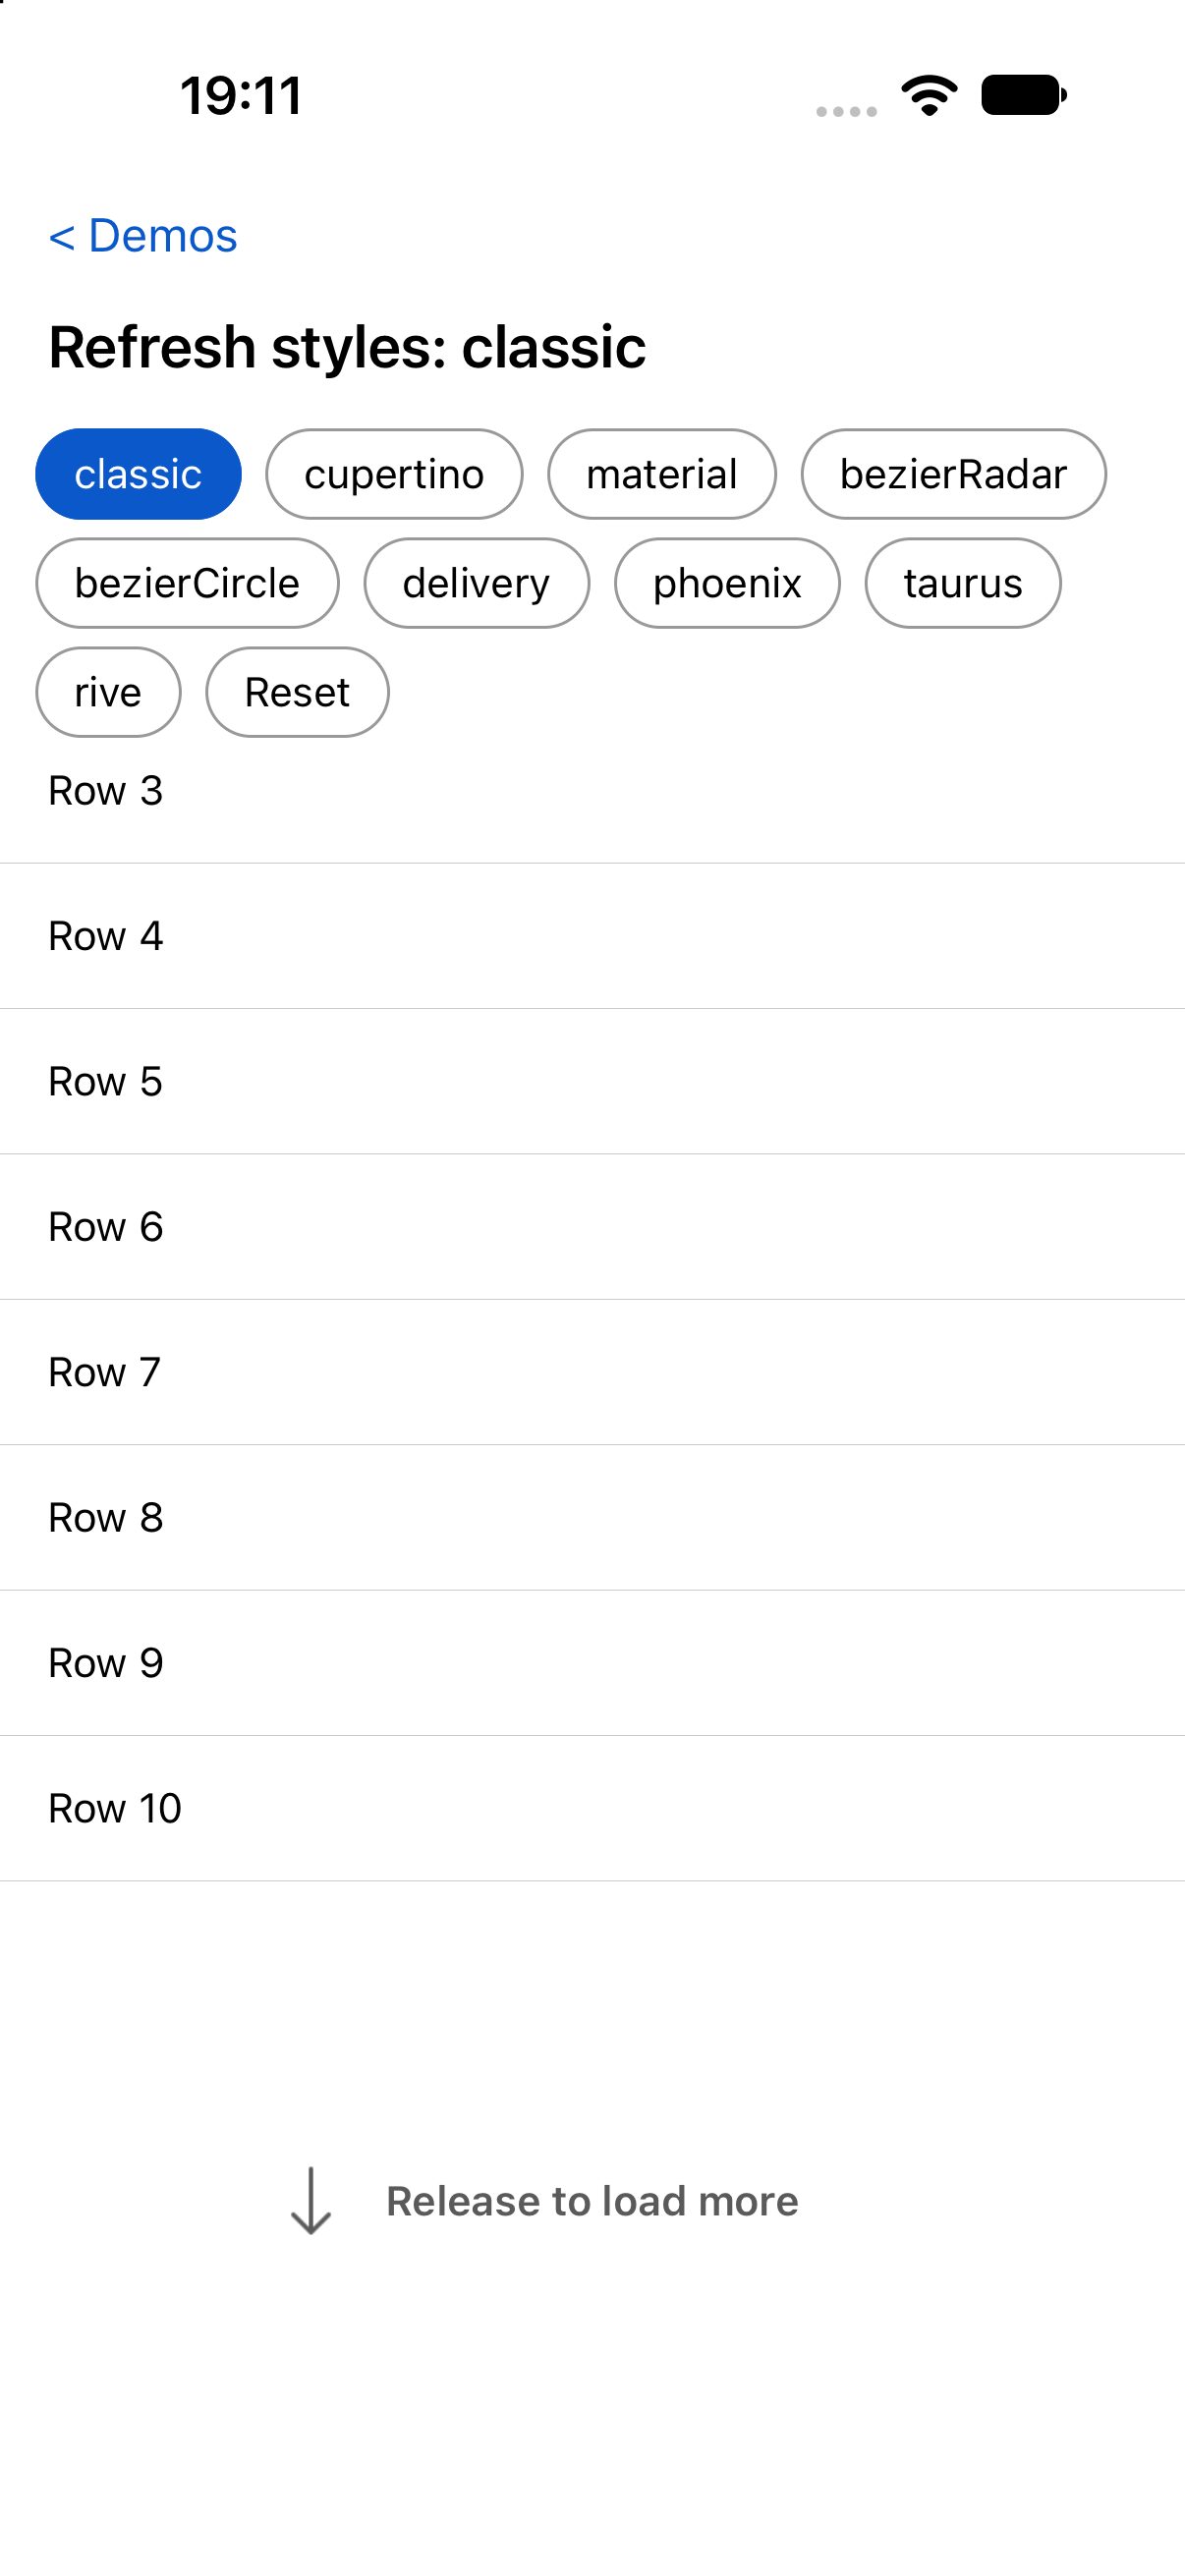 19:11
< Demos
Refresh styles: classic
classic cupertino material bezierRadar
bezierCircle delivery phoenix taurus
rive Reset
Row 3
Row 4
Row 5
Row 6
Row 7
Row 8
Row 9
Row 10
Release to load more